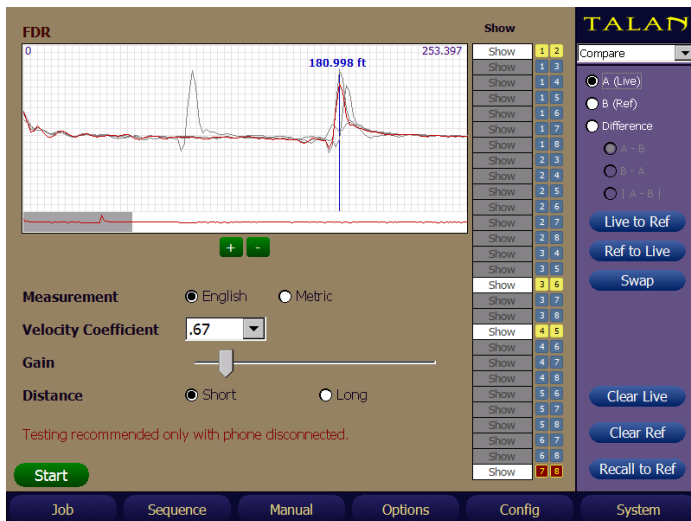 FDR
0
253.397
180.998 ft
+ -
Measurement
English
Metric
Velocity Coefficient
.67
Gain
Distance
Short
Long
Testing recommended only with phone disconnected.
Start
Show
Show 1 2
Show 1 3
Show 1 4
Show 1 5
Show 1 6
Show 1 7
Show 1 8
Show 2 3
Show 2 4
Show 2 5
Show 2 6
Show 2 7
Show 2 8
Show 3 4
Show 3 5
Show 3 6
Show 3 7
Show 3 8
Show 4 5
Show 4 6
Show 4 7
Show 4 8
Show 5 6
Show 5 7
Show 5 8
Show 6 7
Show 6 8
Show 7 8
TALAN
Compare
A (Live)
B (Ref)
Difference
A - B
B - A
| A - B |
Live to Ref
Ref to Live
Swap
Clear Live
Clear Ref
Recall to Ref
Job Sequence Manual Options Config System